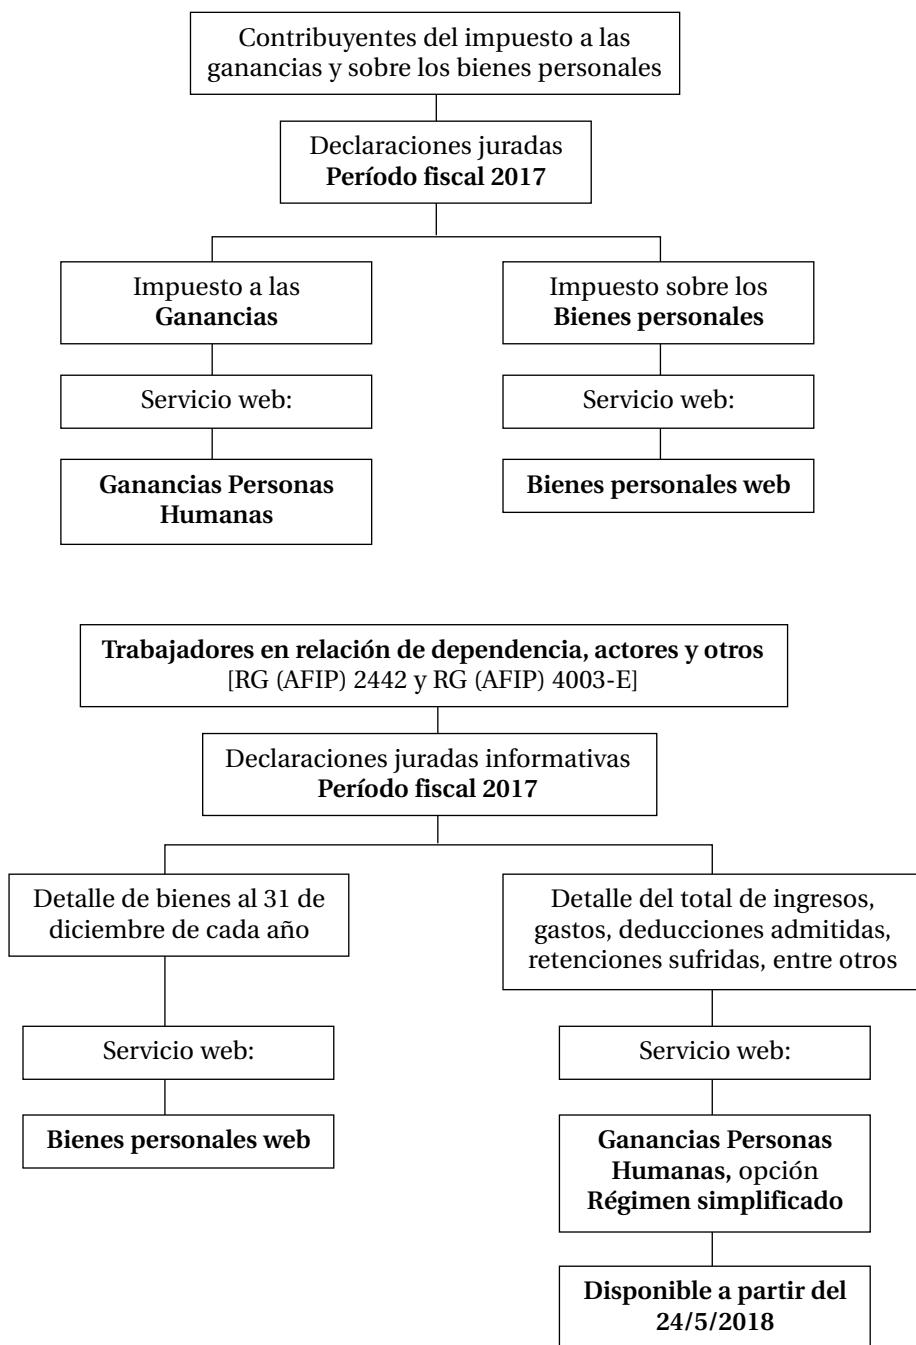 Contribuyentes del impuesto a las
ganancias y sobre los bienes personales
Declaraciones juradas
Período fiscal 2017
Impuesto a las
Ganancias
Servicio web:
Ganancias Personas
Humanas
Impuesto sobre los
Bienes personales
Servicio web:
Bienes personales web
Trabajadores en relación de dependencia, actores y otros
[RG (AFIP) 2442 y RG (AFIP) 4003-E]
Declaraciones juradas informativas
Período fiscal 2017
Detalle de bienes al 31 de
diciembre de cada año
Servicio web:
Bienes personales web
Detalle del total de ingresos,
gastos, deducciones admitidas,
retenciones sufridas, entre otros
Servicio web:
Ganancias Personas
Humanas, opción
Régimen simplificado
Disponible a partir del
24/5/2018